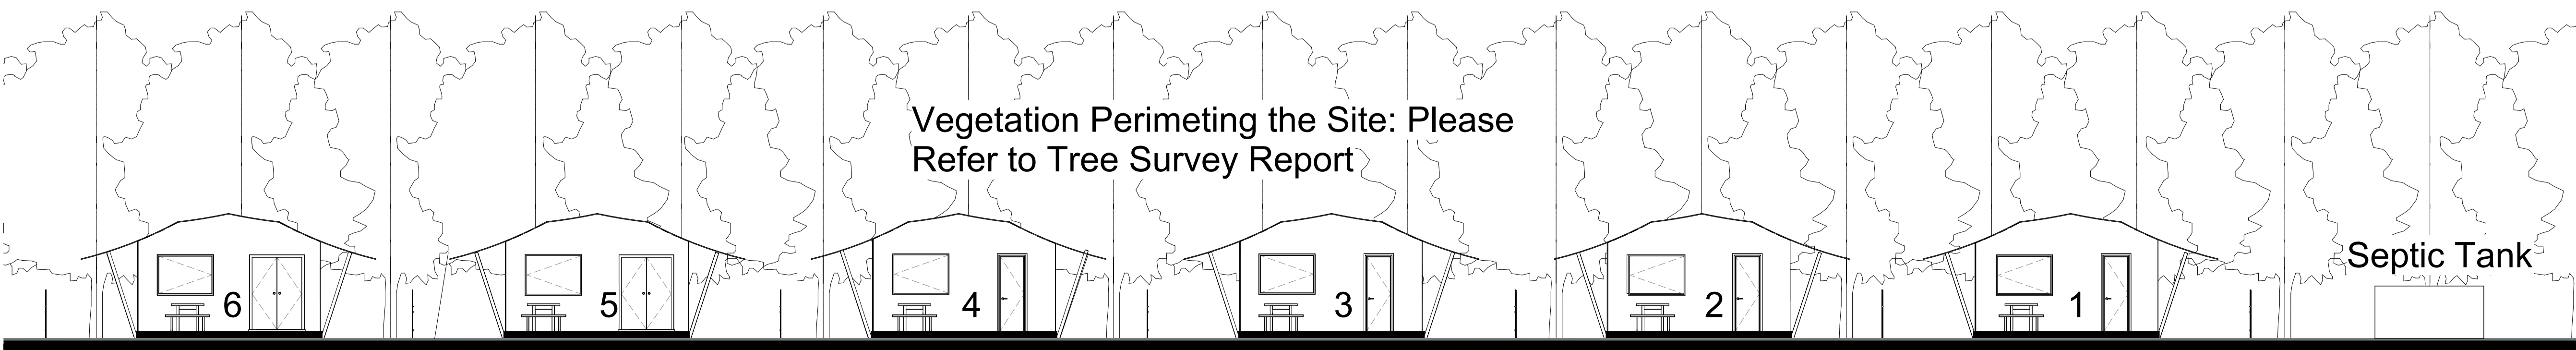 Vegetation Perimeting the Site: Please
Refer to Tree Survey Report
Septic Tank
6
5
4
3
2
1